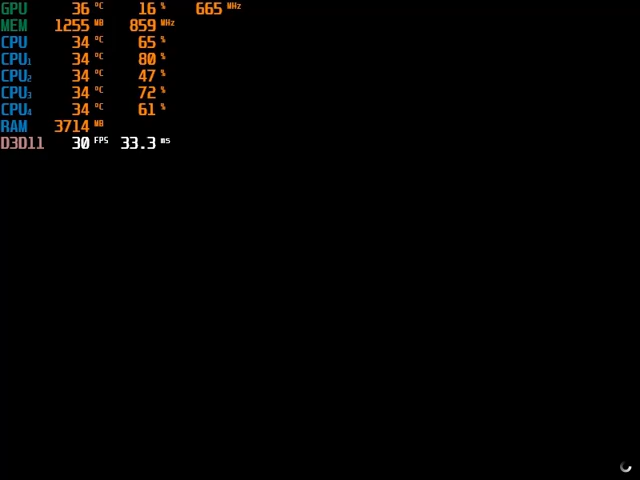 GPU 36 °C 16 % 665 MHz
MEM 1255 MB 859 MHz
CPU 34 °C 65 %
CPU1 34 °C 80 %
CPU2 34 °C 47 %
CPU3 34 °C 72 %
CPU4 34 °C 61 %
RAM 3714 MB
D3D11 30 FPS 33.3 ms